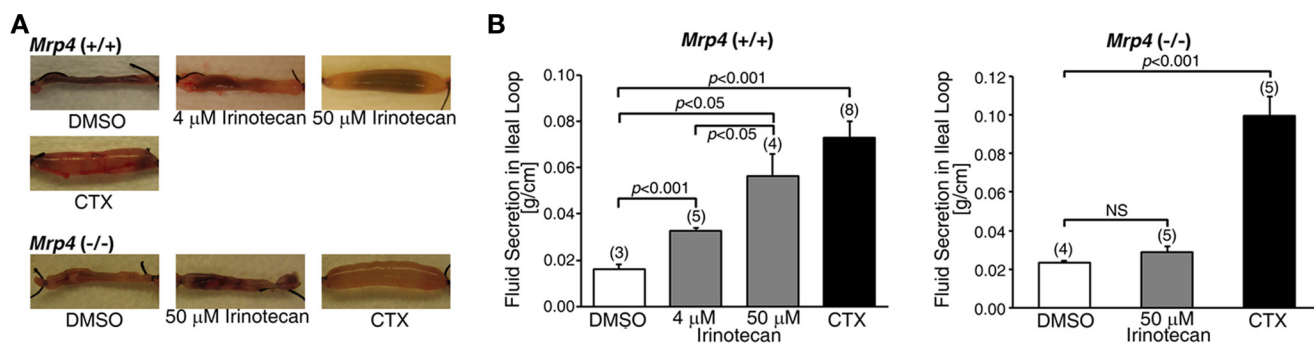 A
Mrp4 (+/+)
DMSO
4 μM Irinotecan
50 μM Irinotecan
CTX
Mrp4 (-/-)
DMSO
50 μM Irinotecan
CTX
B
Mrp4 (+/+)
Fluid Secretion in Ileal Loop
[g/cm]
0.10
0.08
0.06
0.04
0.02
0.00
p<0.001
p<0.05
p<0.05
p<0.001
(3)
(5)
(4)
(8)
DMSO
4 μM
50 μM
CTX
Irinotecan
Mrp4 (-/-)
Fluid Secretion in Ileal Loop
[g/cm]
0.12
0.10
0.08
0.06
0.04
0.02
0.00
p<0.001
NS
(4)
(5)
(5)
DMSO
50 μM
CTX
Irinotecan